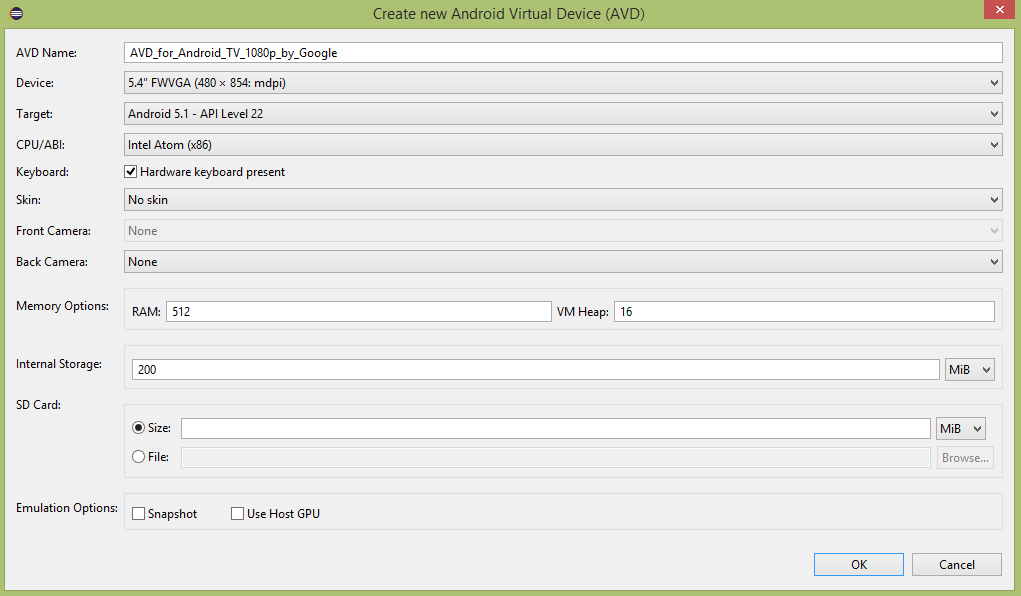 Create new Android Virtual Device (AVD)
AVD Name: AVD_for_Android_TV_1080p_by_Google
Device: 5.4" FWVGA (480 × 854: mdpi)
Target: Android 5.1 - API Level 22
CPU/ABI: Intel Atom (x86)
Keyboard: Hardware keyboard present
Skin: No skin
Front Camera: None
Back Camera: None
Memory Options: RAM: 512 VM Heap: 16
Internal Storage: 200 MiB
SD Card:
Size: MiB
File: Browse...
Emulation Options: Snapshot Use Host GPU
OK Cancel